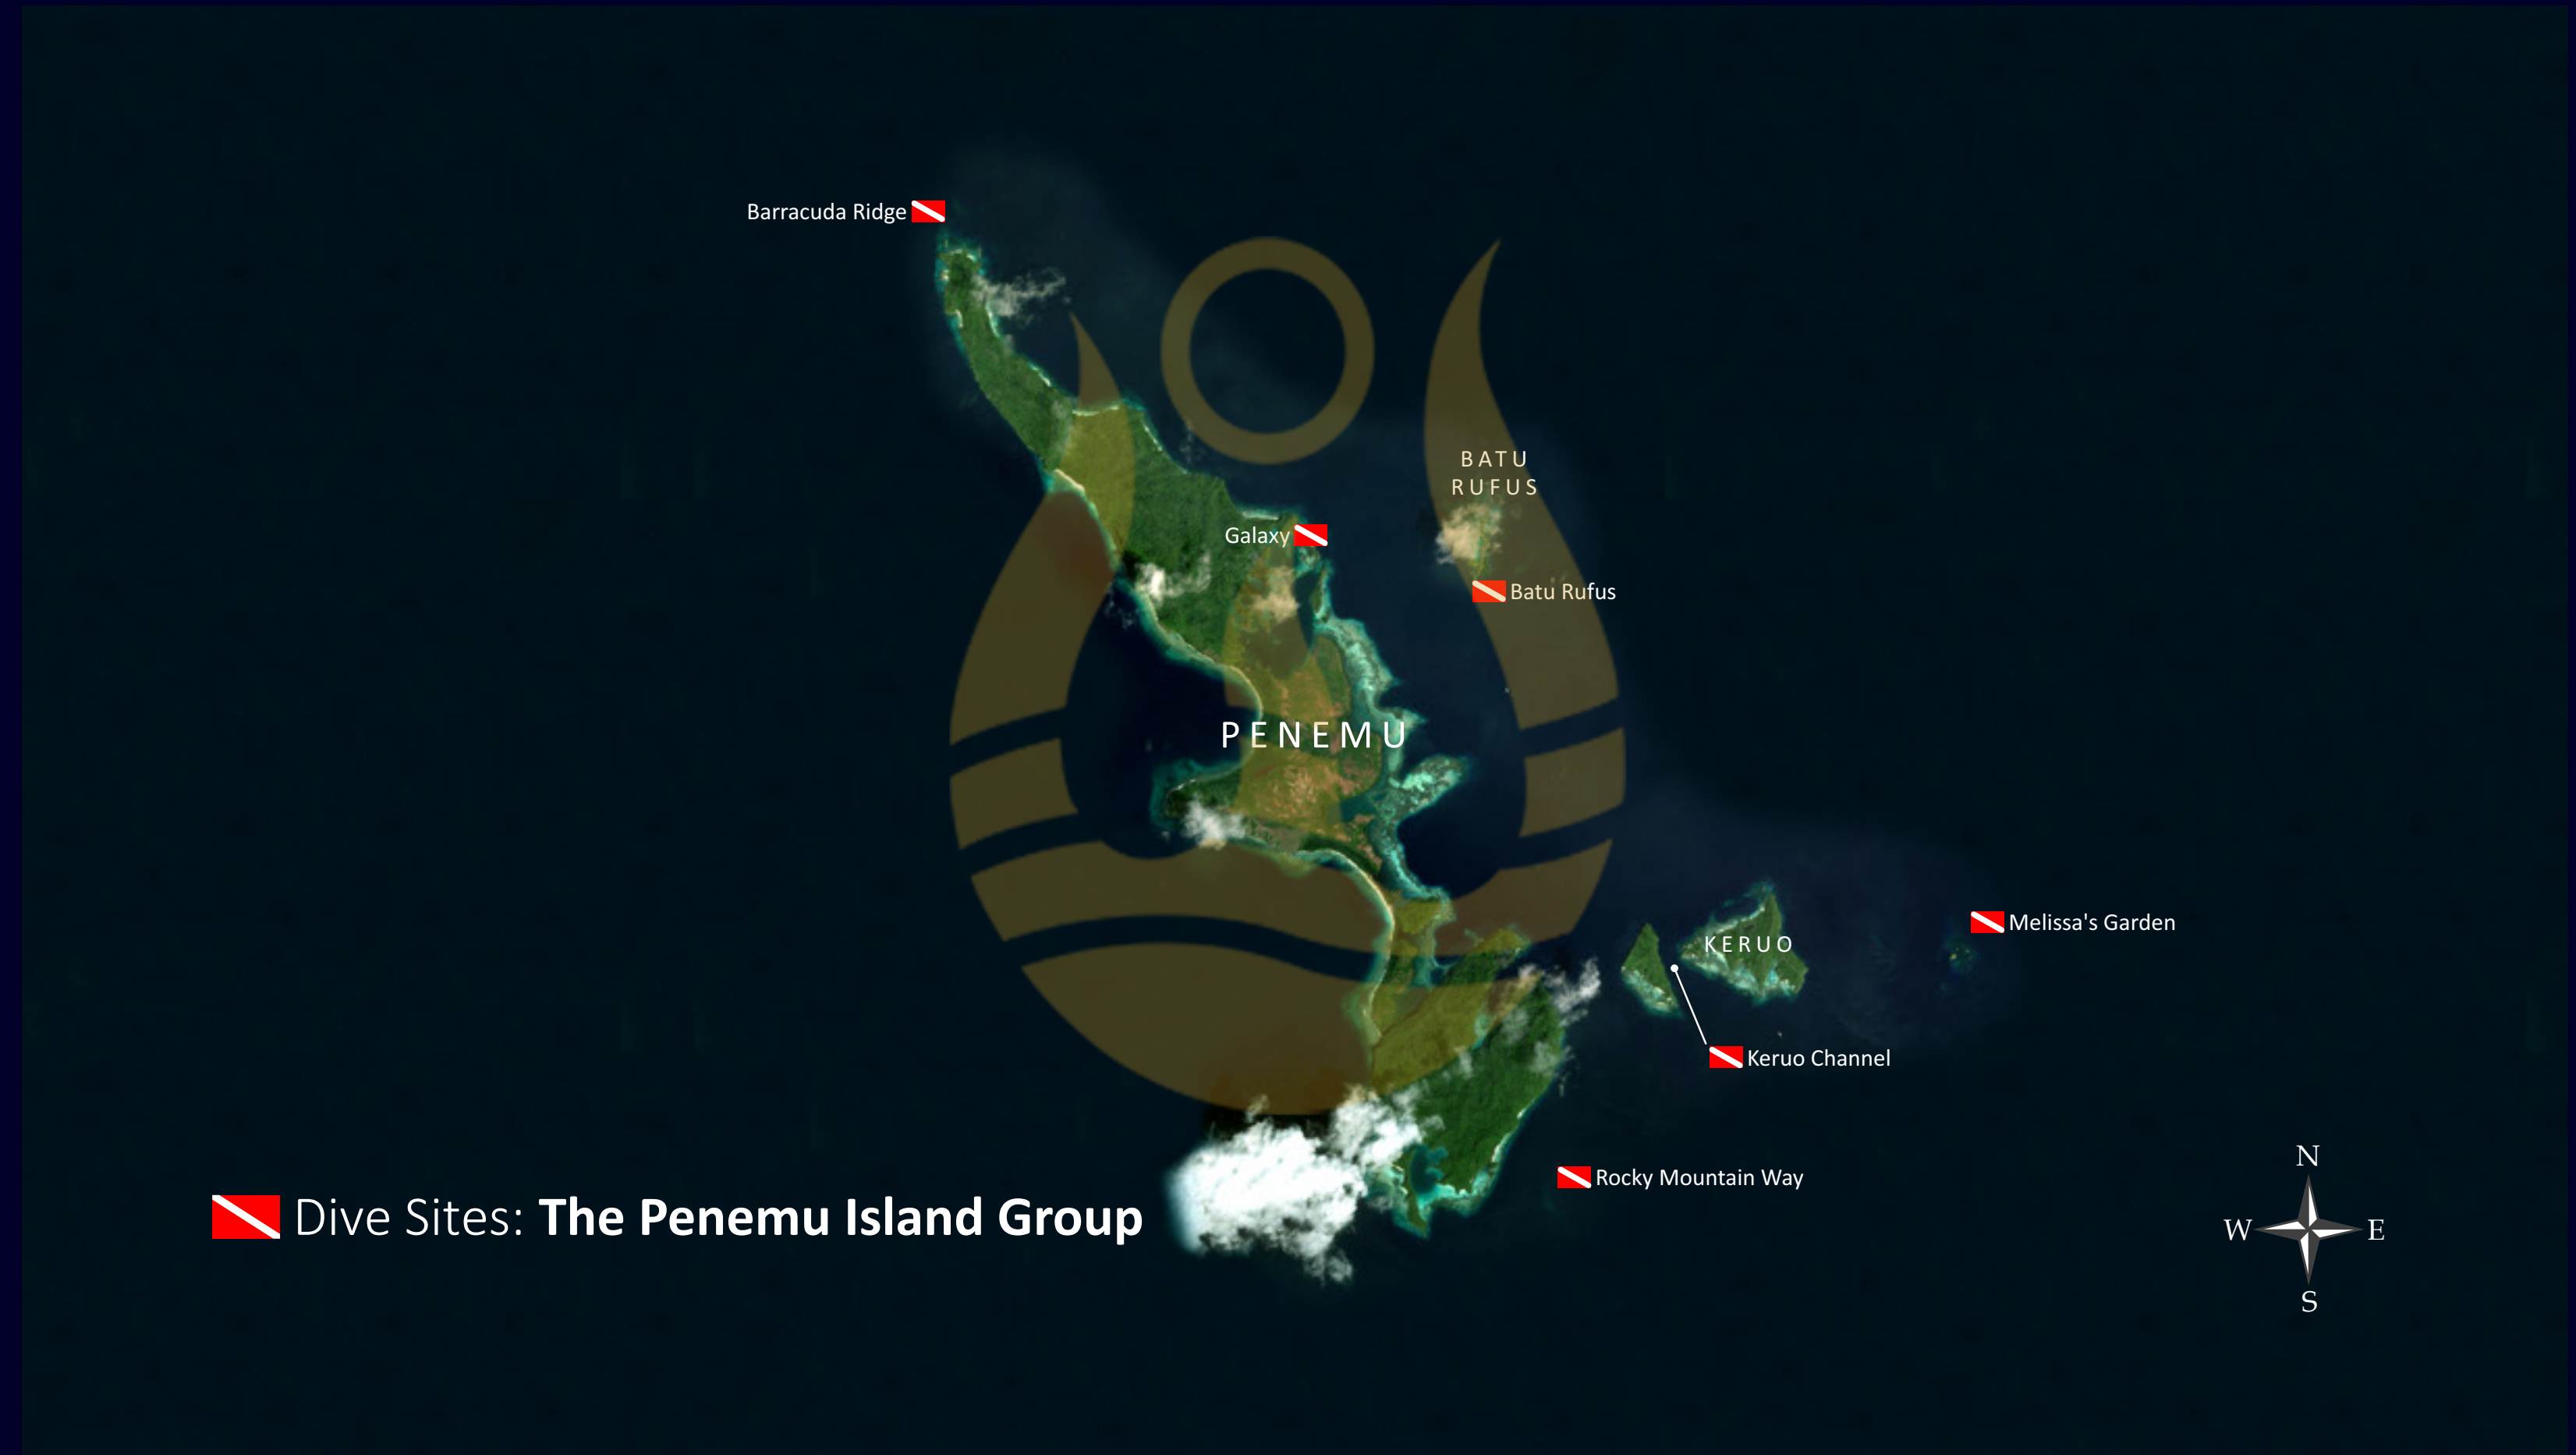 Barracuda Ridge
BATU
RUFUS
Galaxy
Batu Rufus
PENEMU
Melissa's Garden
KERUO
Keruo Channel
Rocky Mountain Way
Dive Sites: The Penemu Island Group
N
W E
S